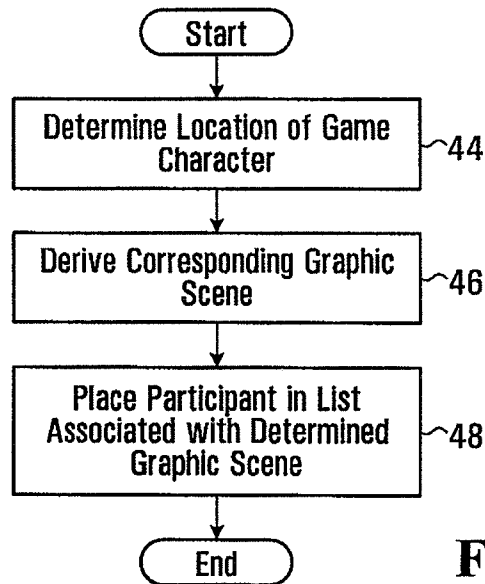 Start
Determine Location of Game
Character
44
Derive Corresponding Graphic
Scene
46
Place Participant in List
Associated with Determined
Graphic Scene
48
End
F